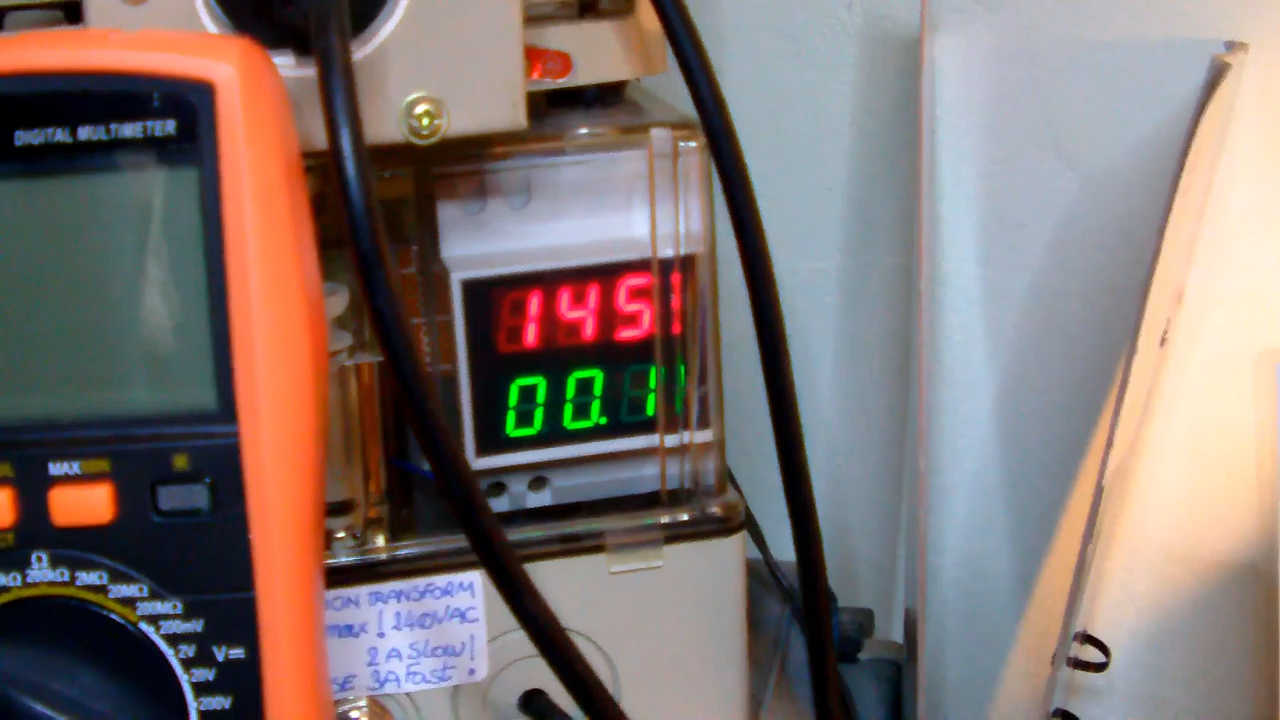 DIGITAL MULTIMETER
145
00.1
MAX MIN
Ω
200kΩ
2MΩ
20MΩ
200MΩ
200mV
2V
V
20V
200V
ION TRANSFORM
max ! 240VAC
2A Slow!
SE 3A Fast!